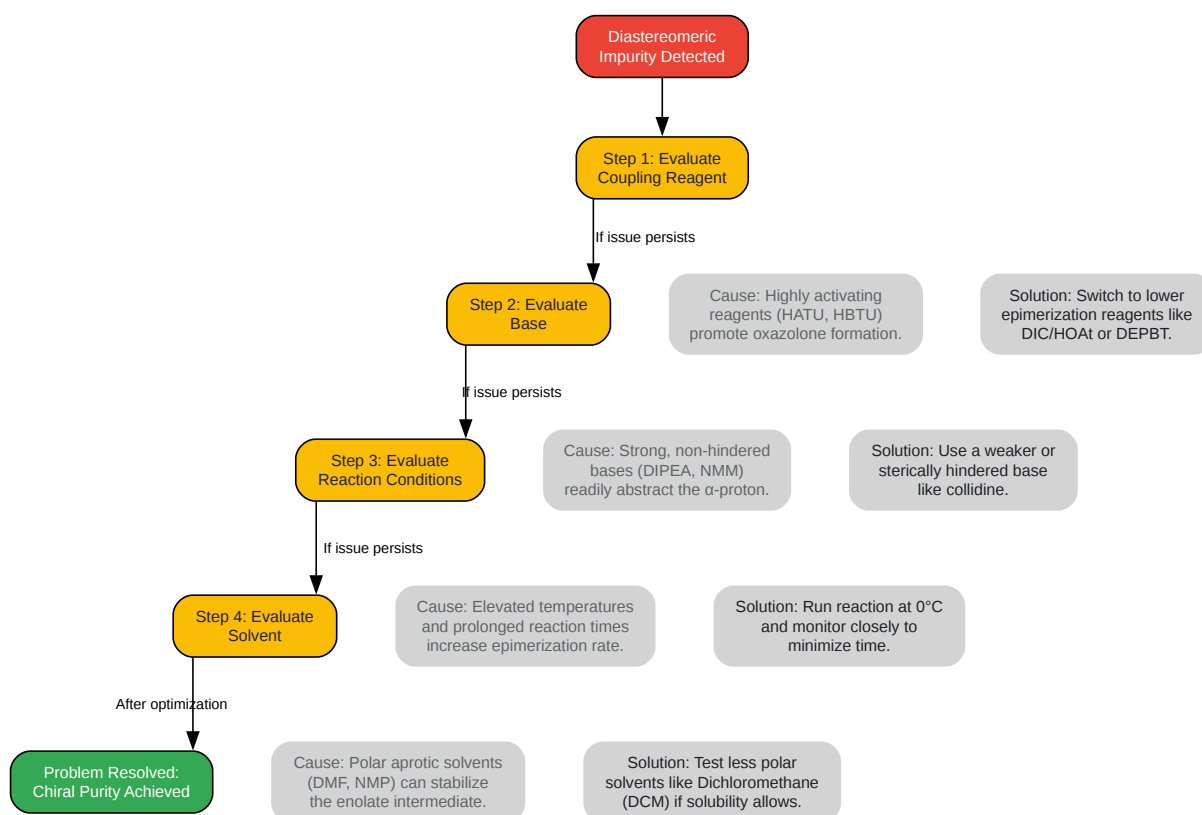 Diastereomeric
Impurity Detected
Step 1: Evaluate
Coupling Reagent
If issue persists
Step 2: Evaluate
Base
Cause: Highly activating
reagents (HATU, HBTU)
promote oxazolone formation.
Solution: Switch to lower
epimerization reagents like
DIC/HOAt or DEPBT.
If issue persists
Step 3: Evaluate
Reaction Conditions
Cause: Strong, non-hindered
bases (DIPEA, NMM)
readily abstract the α-proton.
Solution: Use a weaker or
sterically hindered base
like collidine.
If issue persists
Step 4: Evaluate
Solvent
Cause: Elevated temperatures
and prolonged reaction times
increase epimerization rate.
Solution: Run reaction at 0°C
and monitor closely to
minimize time.
After optimization
Problem Resolved:
Chiral Purity Achieved
Cause: Polar aprotic solvents
(DMF, NMP) can stabilize
the enolate intermediate.
Solution: Test less polar
solvents like Dichloromethane
(DCM) if solubility allows.